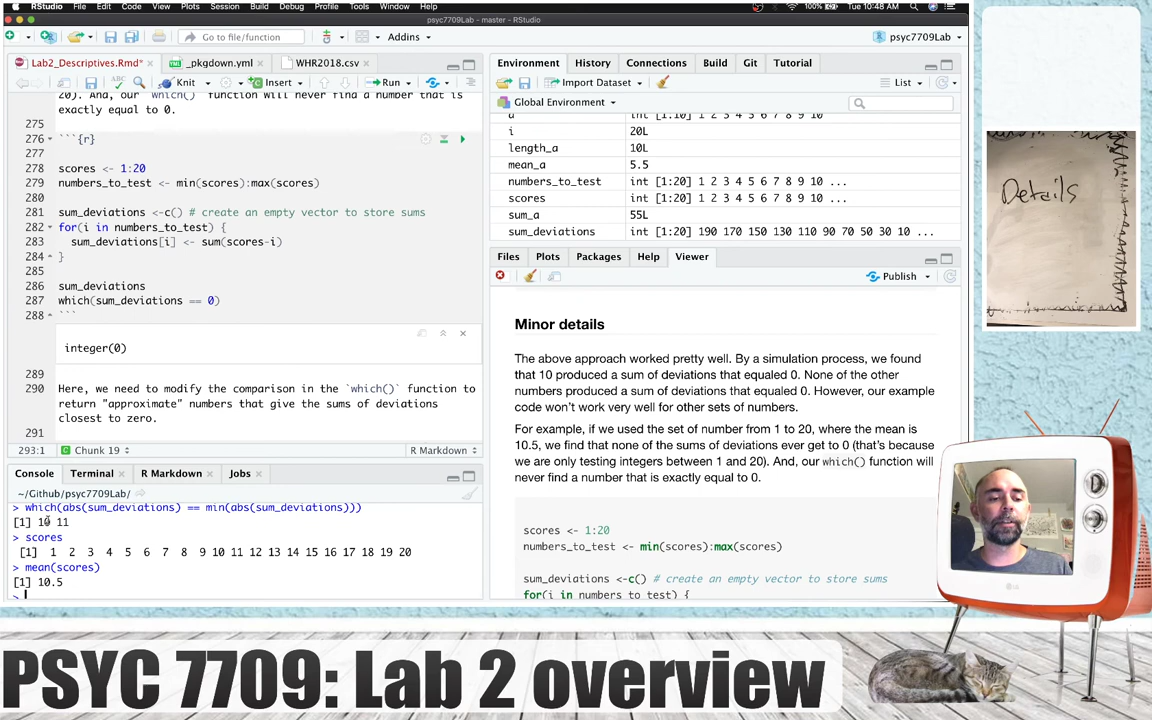 RStudio File Edit Code View Plots Session Build Debug Profile Tools Window Help 100% Tue 10:48 AM
psyc7709Lab - master - RStudio
Go to file/function Addins psyc7709Lab
Lab2_Descriptives.Rmd* _pkgdown.yml WHR2018.csv
ABC Knit Insert Run
20). And, our `which()` function will never find a number that is
exactly equal to 0.
275
276 ```{r}
277
278 scores <- 1:20
279 numbers_to_test <- min(scores):max(scores)
280
281 sum_deviations <-c() # create an empty vector to store sums
282 for(i in numbers_to_test) {
283 sum_deviations[i] <- sum(scores-i)
284 }
285
286 sum_deviations
287 which(sum_deviations == 0)
288 ```
integer(0)
289
290 Here, we need to modify the comparison in the `which()` function to
return "approximate" numbers that give the sums of deviations
closest to zero.
291
293:1 Chunk 19 R Markdown
Console Terminal R Markdown Jobs
~/Github/psyc7709Lab/
> which(abs(sum_deviations) == min(abs(sum_deviations)))
[1] 10 11
> scores
[1] 1 2 3 4 5 6 7 8 9 10 11 12 13 14 15 16 17 18 19 20
> mean(scores)
[1] 10.5
>
Environment History Connections Build Git Tutorial
Import Dataset List
Global Environment
a int [1:10] 1 2 3 4 5 6 7 8 9 10
i 20L
length_a 10L
mean_a 5.5
numbers_to_test int [1:20] 1 2 3 4 5 6 7 8 9 10 ...
scores int [1:20] 1 2 3 4 5 6 7 8 9 10 ...
sum_a 55L
sum_deviations int [1:20] 190 170 150 130 110 90 70 50 30 10 ...
Files Plots Packages Help Viewer
Publish
Minor details
The above approach worked pretty well. By a simulation process, we found
that 10 produced a sum of deviations that equaled 0. None of the other
numbers produced a sum of deviations that equaled 0. However, our example
code won't work very well for other sets of numbers.
For example, if we used the set of number from 1 to 20, where the mean is
10.5, we find that none of the sums of deviations ever get to 0 (that's because
we are only testing integers between 1 and 20). And, our which() function will
never find a number that is exactly equal to 0.
scores <- 1:20
numbers_to_test <- min(scores):max(scores)
sum_deviations <-c() # create an empty vector to store sums
for(i in numbers_to_test) {
Details
LG
PSYC 7709: Lab 2 overview